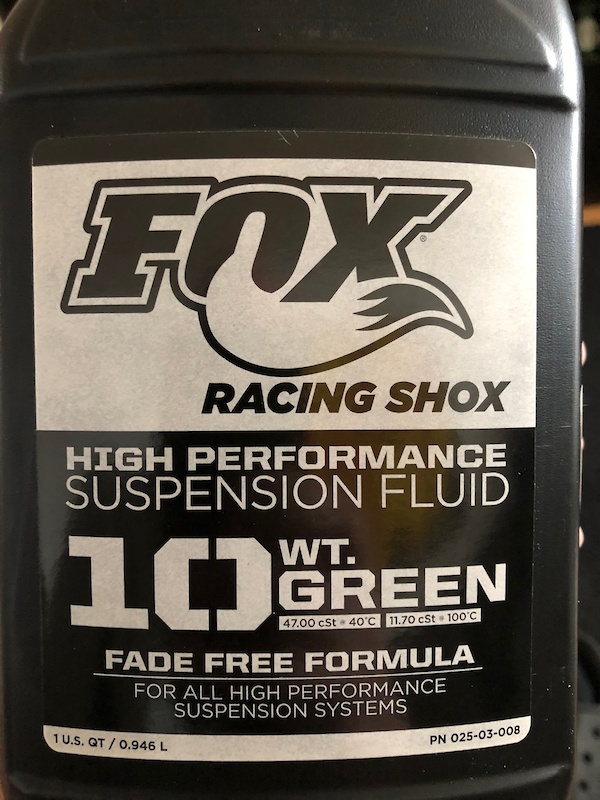 FOX®
RACING SHOX
HIGH PERFORMANCE
SUSPENSION FLUID
10 WT. GREEN
47.00 cSt • 40°C 11.70 cSt • 100°C
FADE FREE FORMULA
FOR ALL HIGH PERFORMANCE
SUSPENSION SYSTEMS
1 U.S. QT / 0.946 L PN 025-03-008